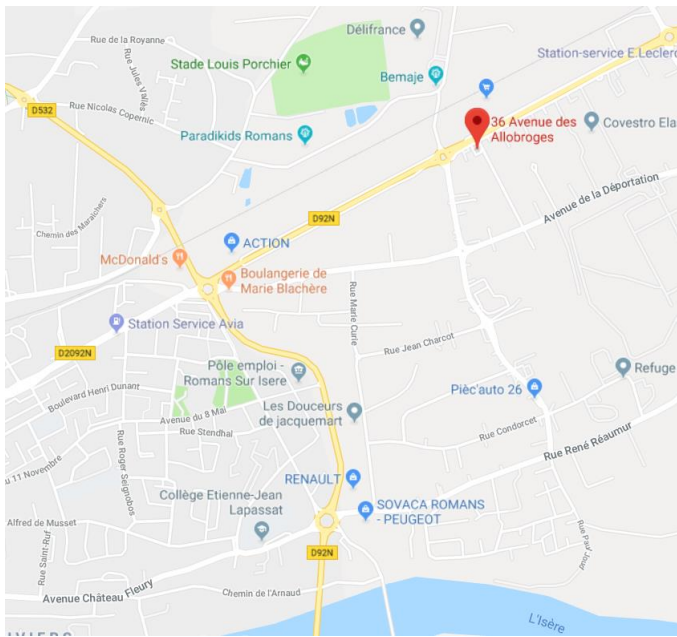 Délifrance
Rue de la Royanne
Station-service E.Leclerc
Stade Louis Porchier
Rue Jules Vallès
Bemaje
D532
Rue Nicolas Copernic
36 Avenue des
Allobroges
Covestro Ela
Paradikids Romans
Avenue de la Déportation
Chemin des Maraîchers
D92N
ACTION
McDonald's
Boulangerie de
Marie Blachère
Rue Marie Curie
Station Service Avia
Rue Jean Charcot
D2092N
Pôle emploi -
Romans Sur Isere
Refuge
Boulevard Henri Dunant
Pièc'auto 26
Avenue du 8 Mai
Les Douceurs
de jacquemart
Rue Stendhal
Rue Condorcet
Rue René Réaumur
Rue Roger Seignobos
u 11 Novembre
RENAULT
Collège Etienne-Jean
Lapassat
SOVACA ROMANS
- PEUGEOT
Alfred de Musset
Rue Saint-Ruf
D92N
Avenue Château Fleury
Chemin de l'Arnaud
L'Isère